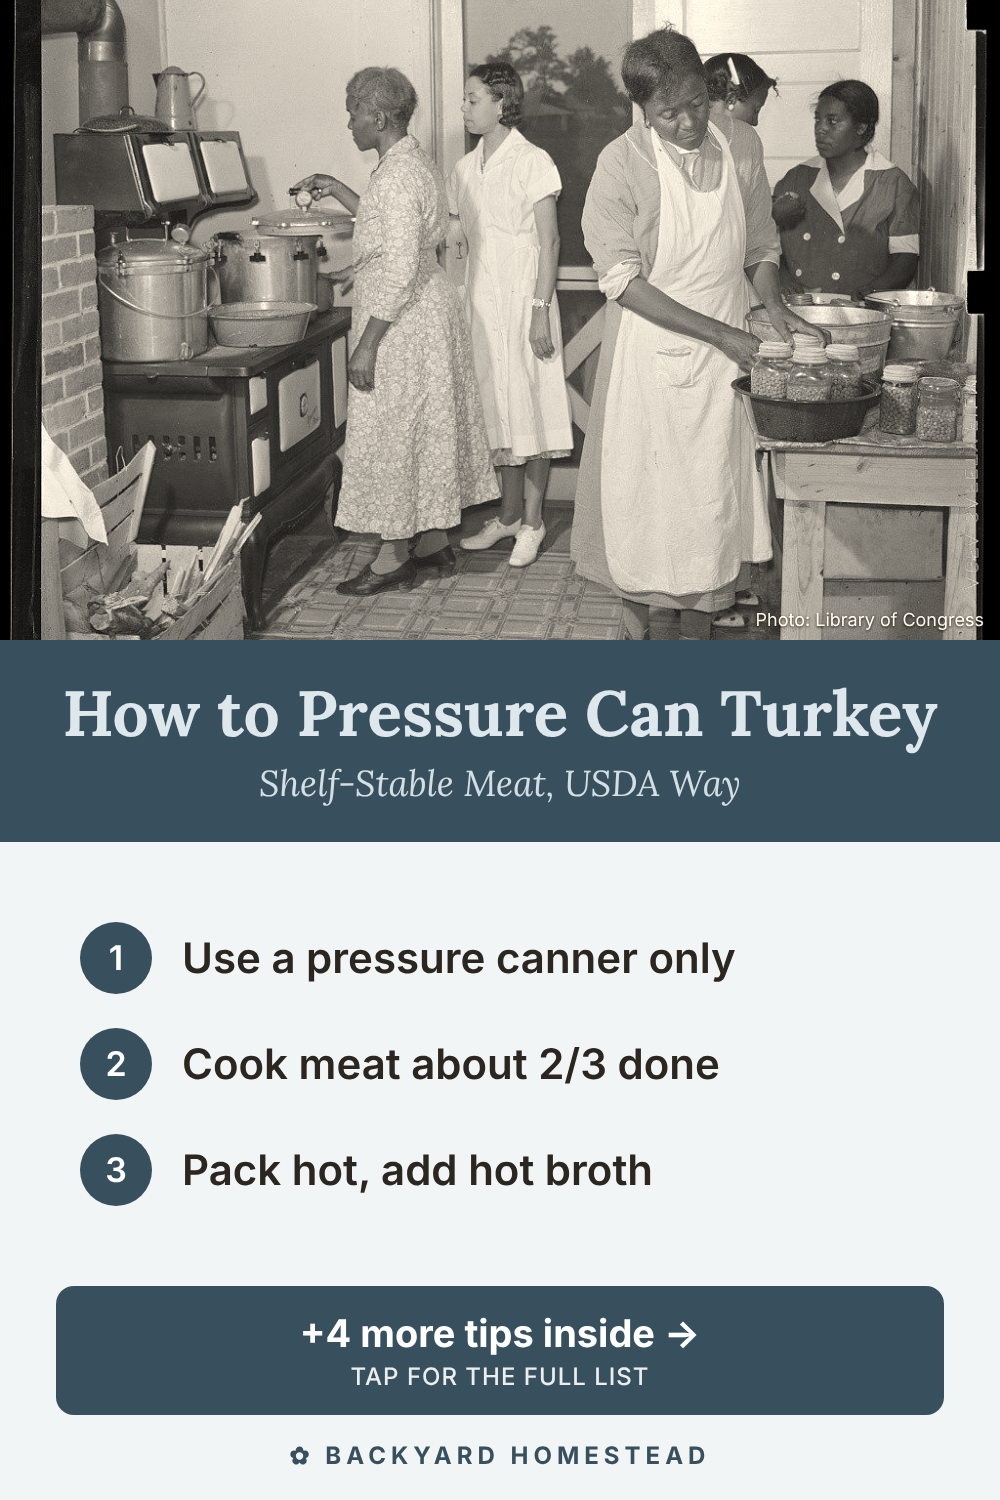 Photo: Library of Congress
How to Pressure Can Turkey
Shelf-Stable Meat, USDA Way
1 Use a pressure canner only
2 Cook meat about 2/3 done
3 Pack hot, add hot broth
+4 more tips inside →
TAP FOR THE FULL LIST
✿ BACKYARD HOMESTEAD